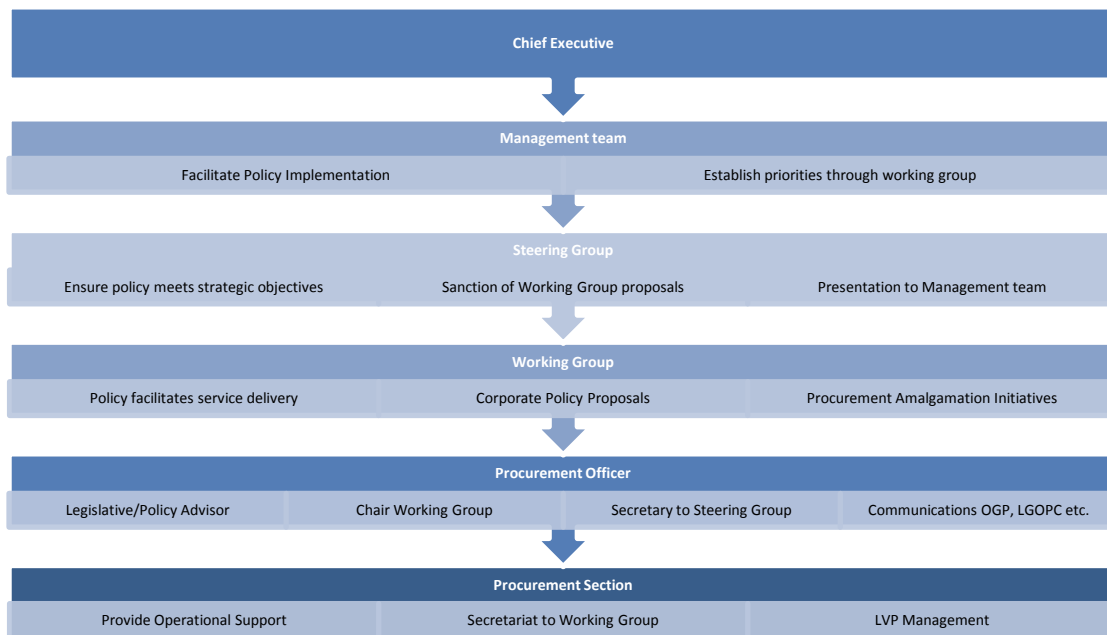 Chief Executive
Management team
Facilitate Policy Implementation
Establish priorities through working group
Steering Group
Ensure policy meets strategic objectives
Sanction of Working Group proposals
Presentation to Management team
Working Group
Policy facilitates service delivery
Corporate Policy Proposals
Procurement Amalgamation Initiatives
Procurement Officer
Legislative/Policy Advisor
Chair Working Group
Secretary to Steering Group
Communications OGP, LGOPC etc.
Procurement Section
Provide Operational Support
Secretariat to Working Group
LVP Management